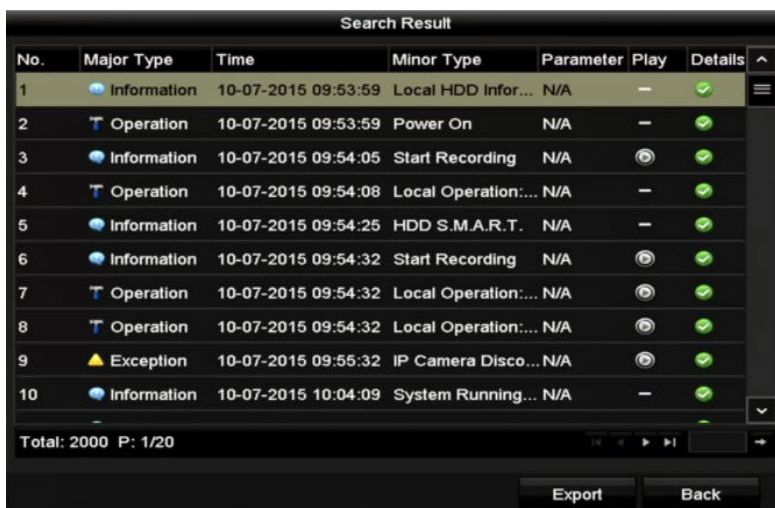 Search Result
No. Major Type Time Minor Type Parameter Play Details
1 Information 10-07-2015 09:53:59 Local HDD Infor... N/A –
2 Operation 10-07-2015 09:53:59 Power On N/A –
3 Information 10-07-2015 09:54:05 Start Recording N/A
4 Operation 10-07-2015 09:54:08 Local Operation:... N/A –
5 Information 10-07-2015 09:54:25 HDD S.M.A.R.T. N/A –
6 Information 10-07-2015 09:54:32 Start Recording N/A
7 Operation 10-07-2015 09:54:32 Local Operation:... N/A
8 Operation 10-07-2015 09:54:32 Local Operation:... N/A
9 Exception 10-07-2015 09:55:32 IP Camera Disco... N/A
10 Information 10-07-2015 10:04:09 System Running... N/A –
Total: 2000 P: 1/20
Export Back